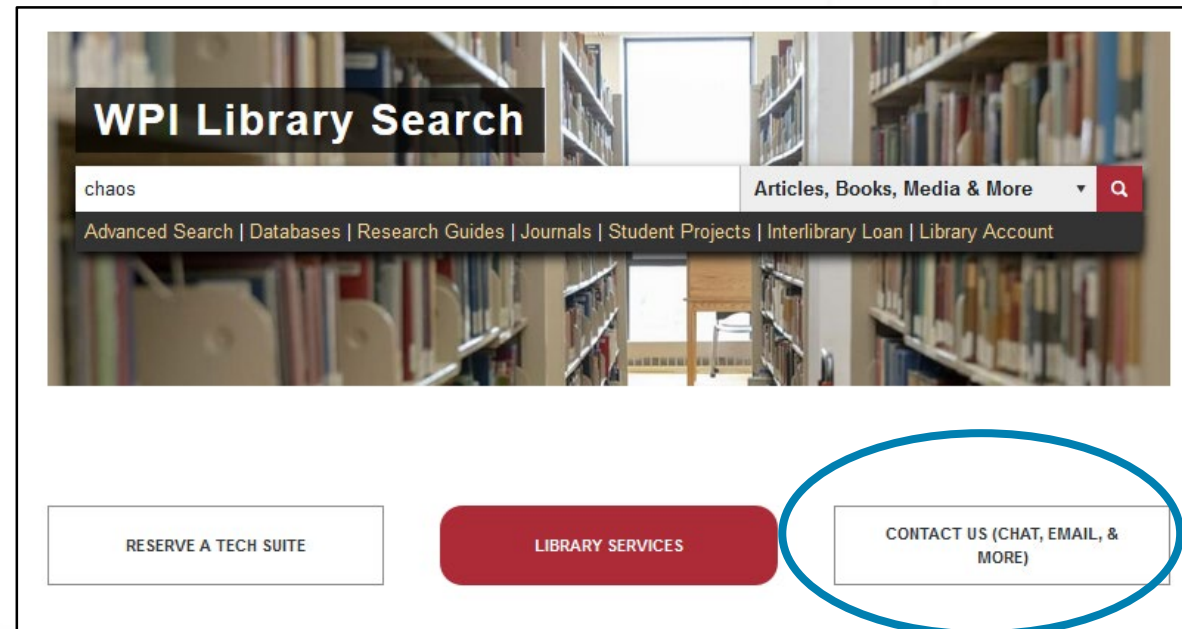 WPI Library Search
chaos
Articles, Books, Media & More
Advanced Search | Databases | Research Guides | Journals | Student Projects | Interlibrary Loan | Library Account
RESERVE A TECH SUITE
LIBRARY SERVICES
CONTACT US (CHAT, EMAIL, &
MORE)